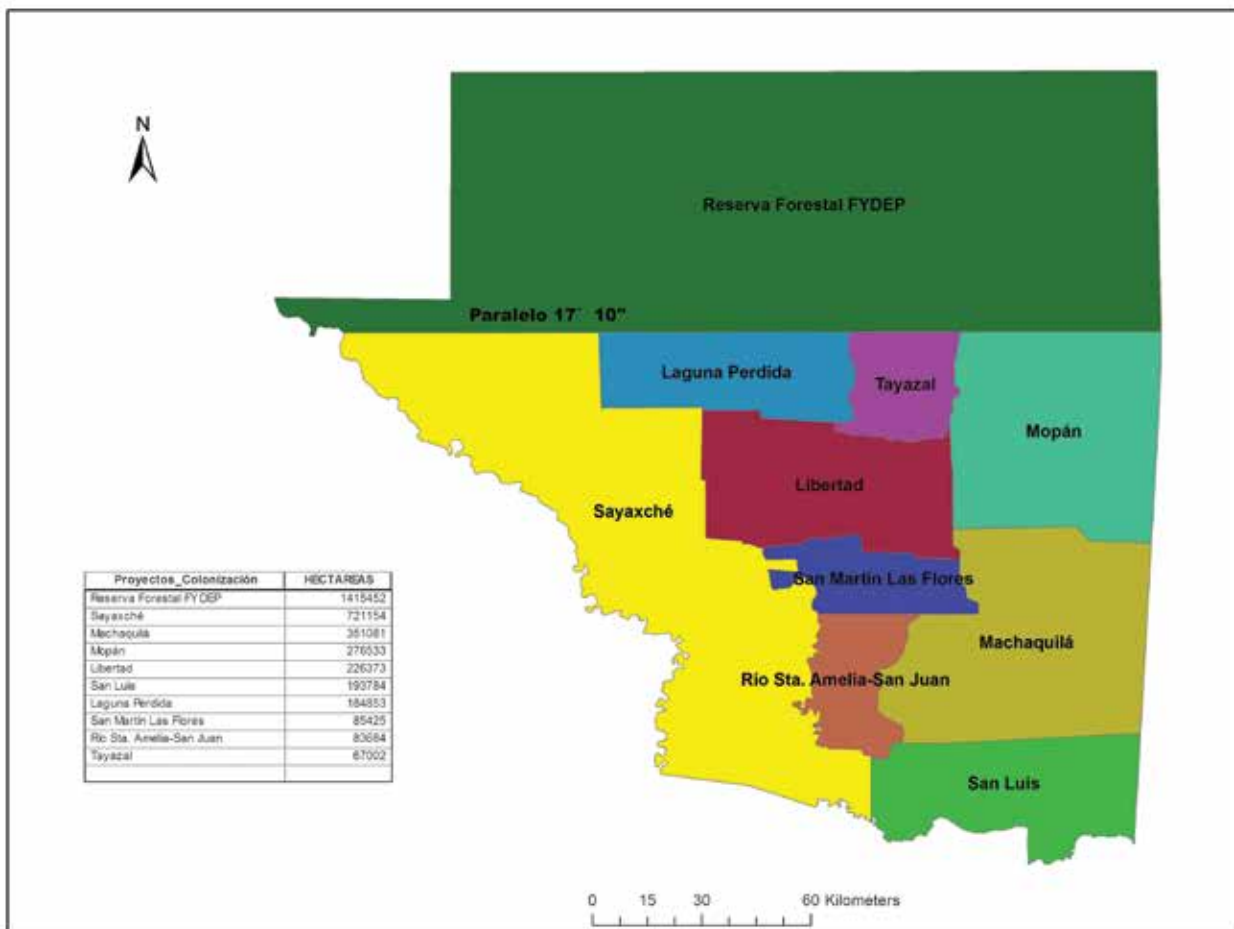 N
Reserva Forestal FYDEP
Paralelo 17´ 10"
Laguna Perdida
Tayazal
Mopán
Libertad
Sayaxché
San Martín Las Flores
Machaquilá
Río Sta. Amelia-San Juan
San Luis
Proyectos_Colonización HECTAREAS
Reserva Forestal FYDEP 1415452
Sayaxché 721154
Machaquilá 351081
Mopán 276533
Libertad 226373
San Luis 193784
Laguna Perdida 184853
San Martín Las Flores 85425
Río Sta. Amelia-San Juan 83684
Tayazal 67002
0 15 30 60 Kilometers